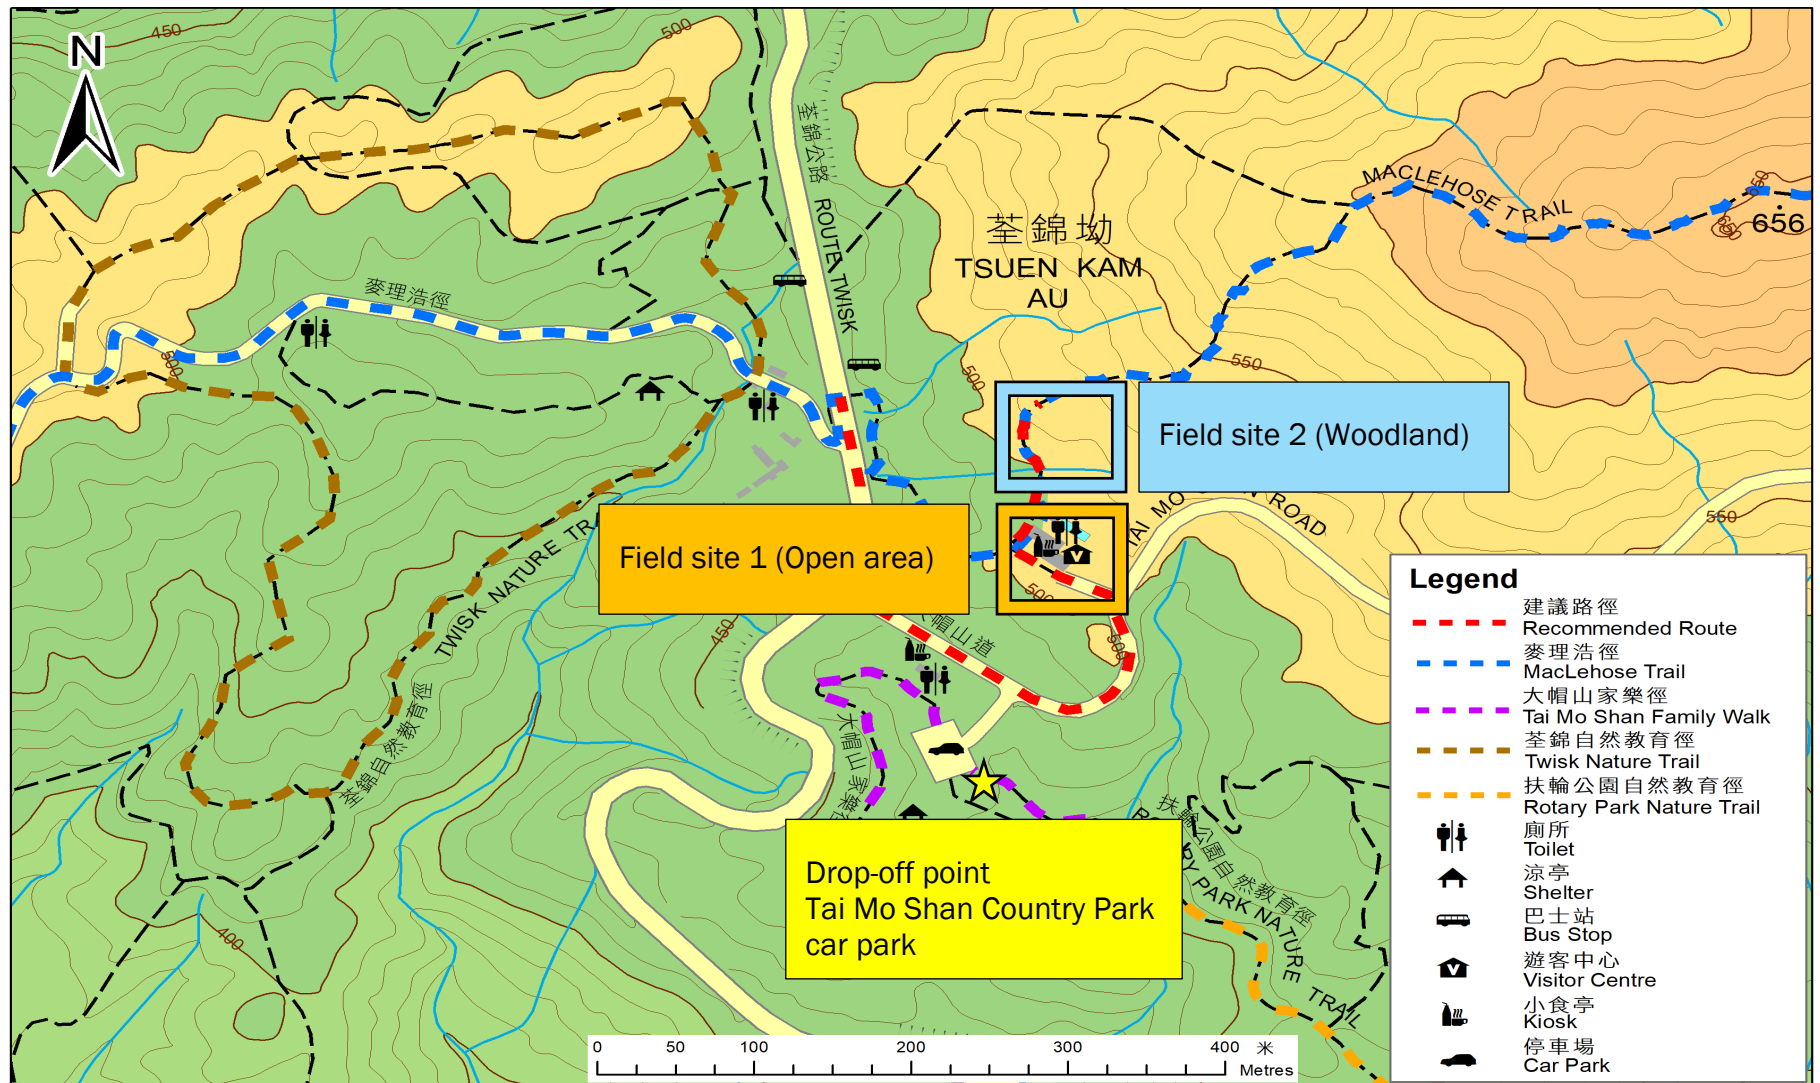 N
450
500
荃錦公路 ROUTE TWISK
荃錦坳
TSUEN KAM
AU
MACLEHOSE TRAIL
650
650
656
麥理浩徑
500
500
550
Field site 2 (Woodland)
550
TWISK NATURE TR
Field site 1 (Open area)
TAI MO
N ROAD
500
450
帽山道
500
荃錦自然教育徑
大帽山家樂徑
400
Drop-off point
Tai Mo Shan Country Park
car park
扶輪公園自然教育徑
RY PARK NATURE TRAIL
Legend
建議路徑
Recommended Route
麥理浩徑
MacLehose Trail
大帽山家樂徑
Tai Mo Shan Family Walk
荃錦自然教育徑
Twisk Nature Trail
扶輪公園自然教育徑
Rotary Park Nature Trail
廁所
Toilet
涼亭
Shelter
巴士站
Bus Stop
遊客中心
Visitor Centre
小食亭
Kiosk
停車場
Car Park
0 50 100 200 300 400 米
Metres